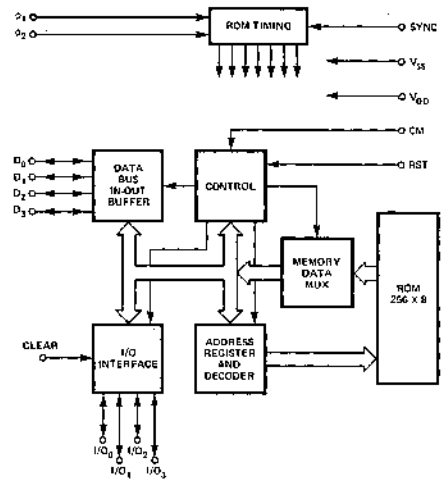 ϕ1
ϕ2
ROM TIMING
SYNC
VSS
VDD
CM
RST
D0
D1
D2
D3
DATA
BUS
IN-OUT
BUFFER
CONTROL
MEMORY
DATA
MUX
ROM
256 X 8
CLEAR
I/O
INTERFACE
ADDRESS
REGISTER
AND
DECODER
I/O0
I/O2
I/O1
I/O3